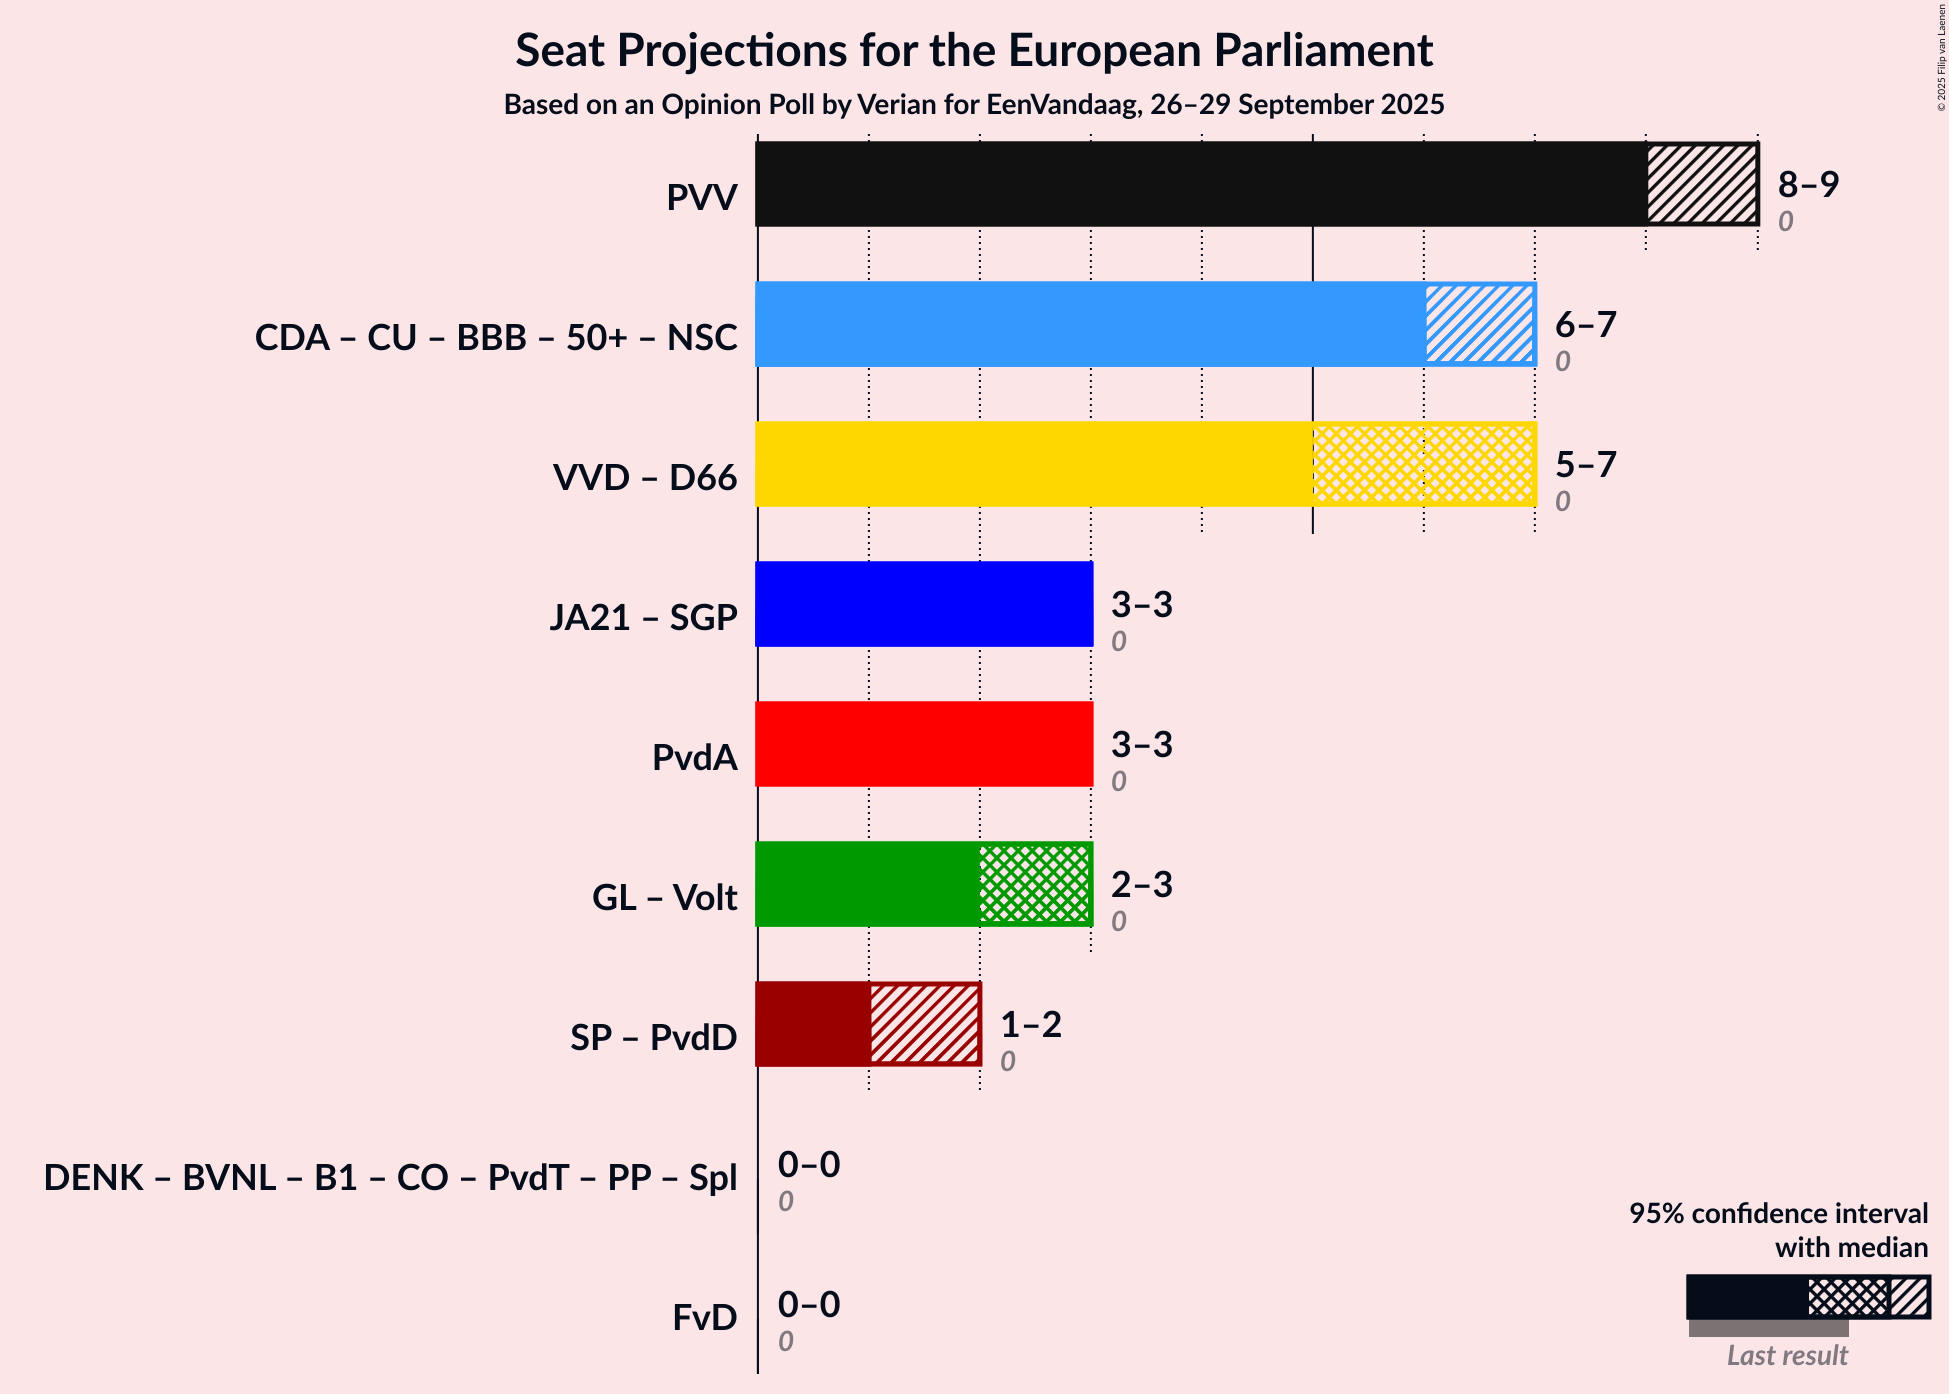 Seat Projections for the European Parliament
Based on an Opinion Poll by Verian for EenVandaag, 26–29 September 2025
© 2025 Filip van Laenen
PVV
8–9
0
CDA – CU – BBB – 50+ – NSC
6–7
0
VVD – D66
5–7
0
JA21 – SGP
3–3
0
PvdA
3–3
0
GL – Volt
2–3
0
SP – PvdD
1–2
0
DENK – BVNL – B1 – CO – PvdT – PP – Spl
0–0
0
FvD
0–0
0
95% confidence interval
with median
Last result